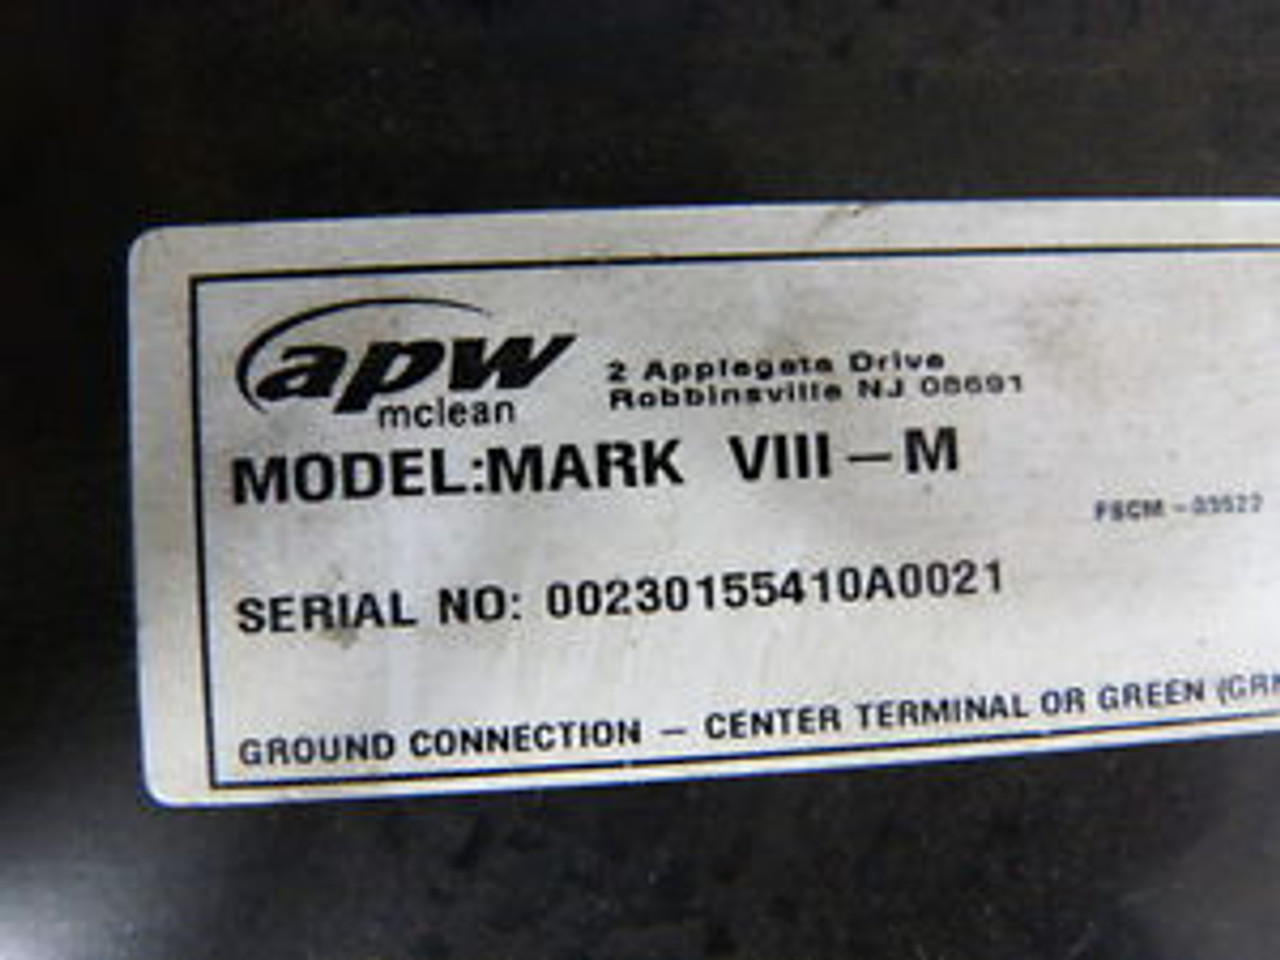 apw
mclean
2 Applegate Drive
Robbinsville NJ 08691
MODEL:MARK VIII-M
FSCM
SERIAL NO: 00230155410A0021
GROUND CONNECTION - CENTER TERMINAL OR GREEN